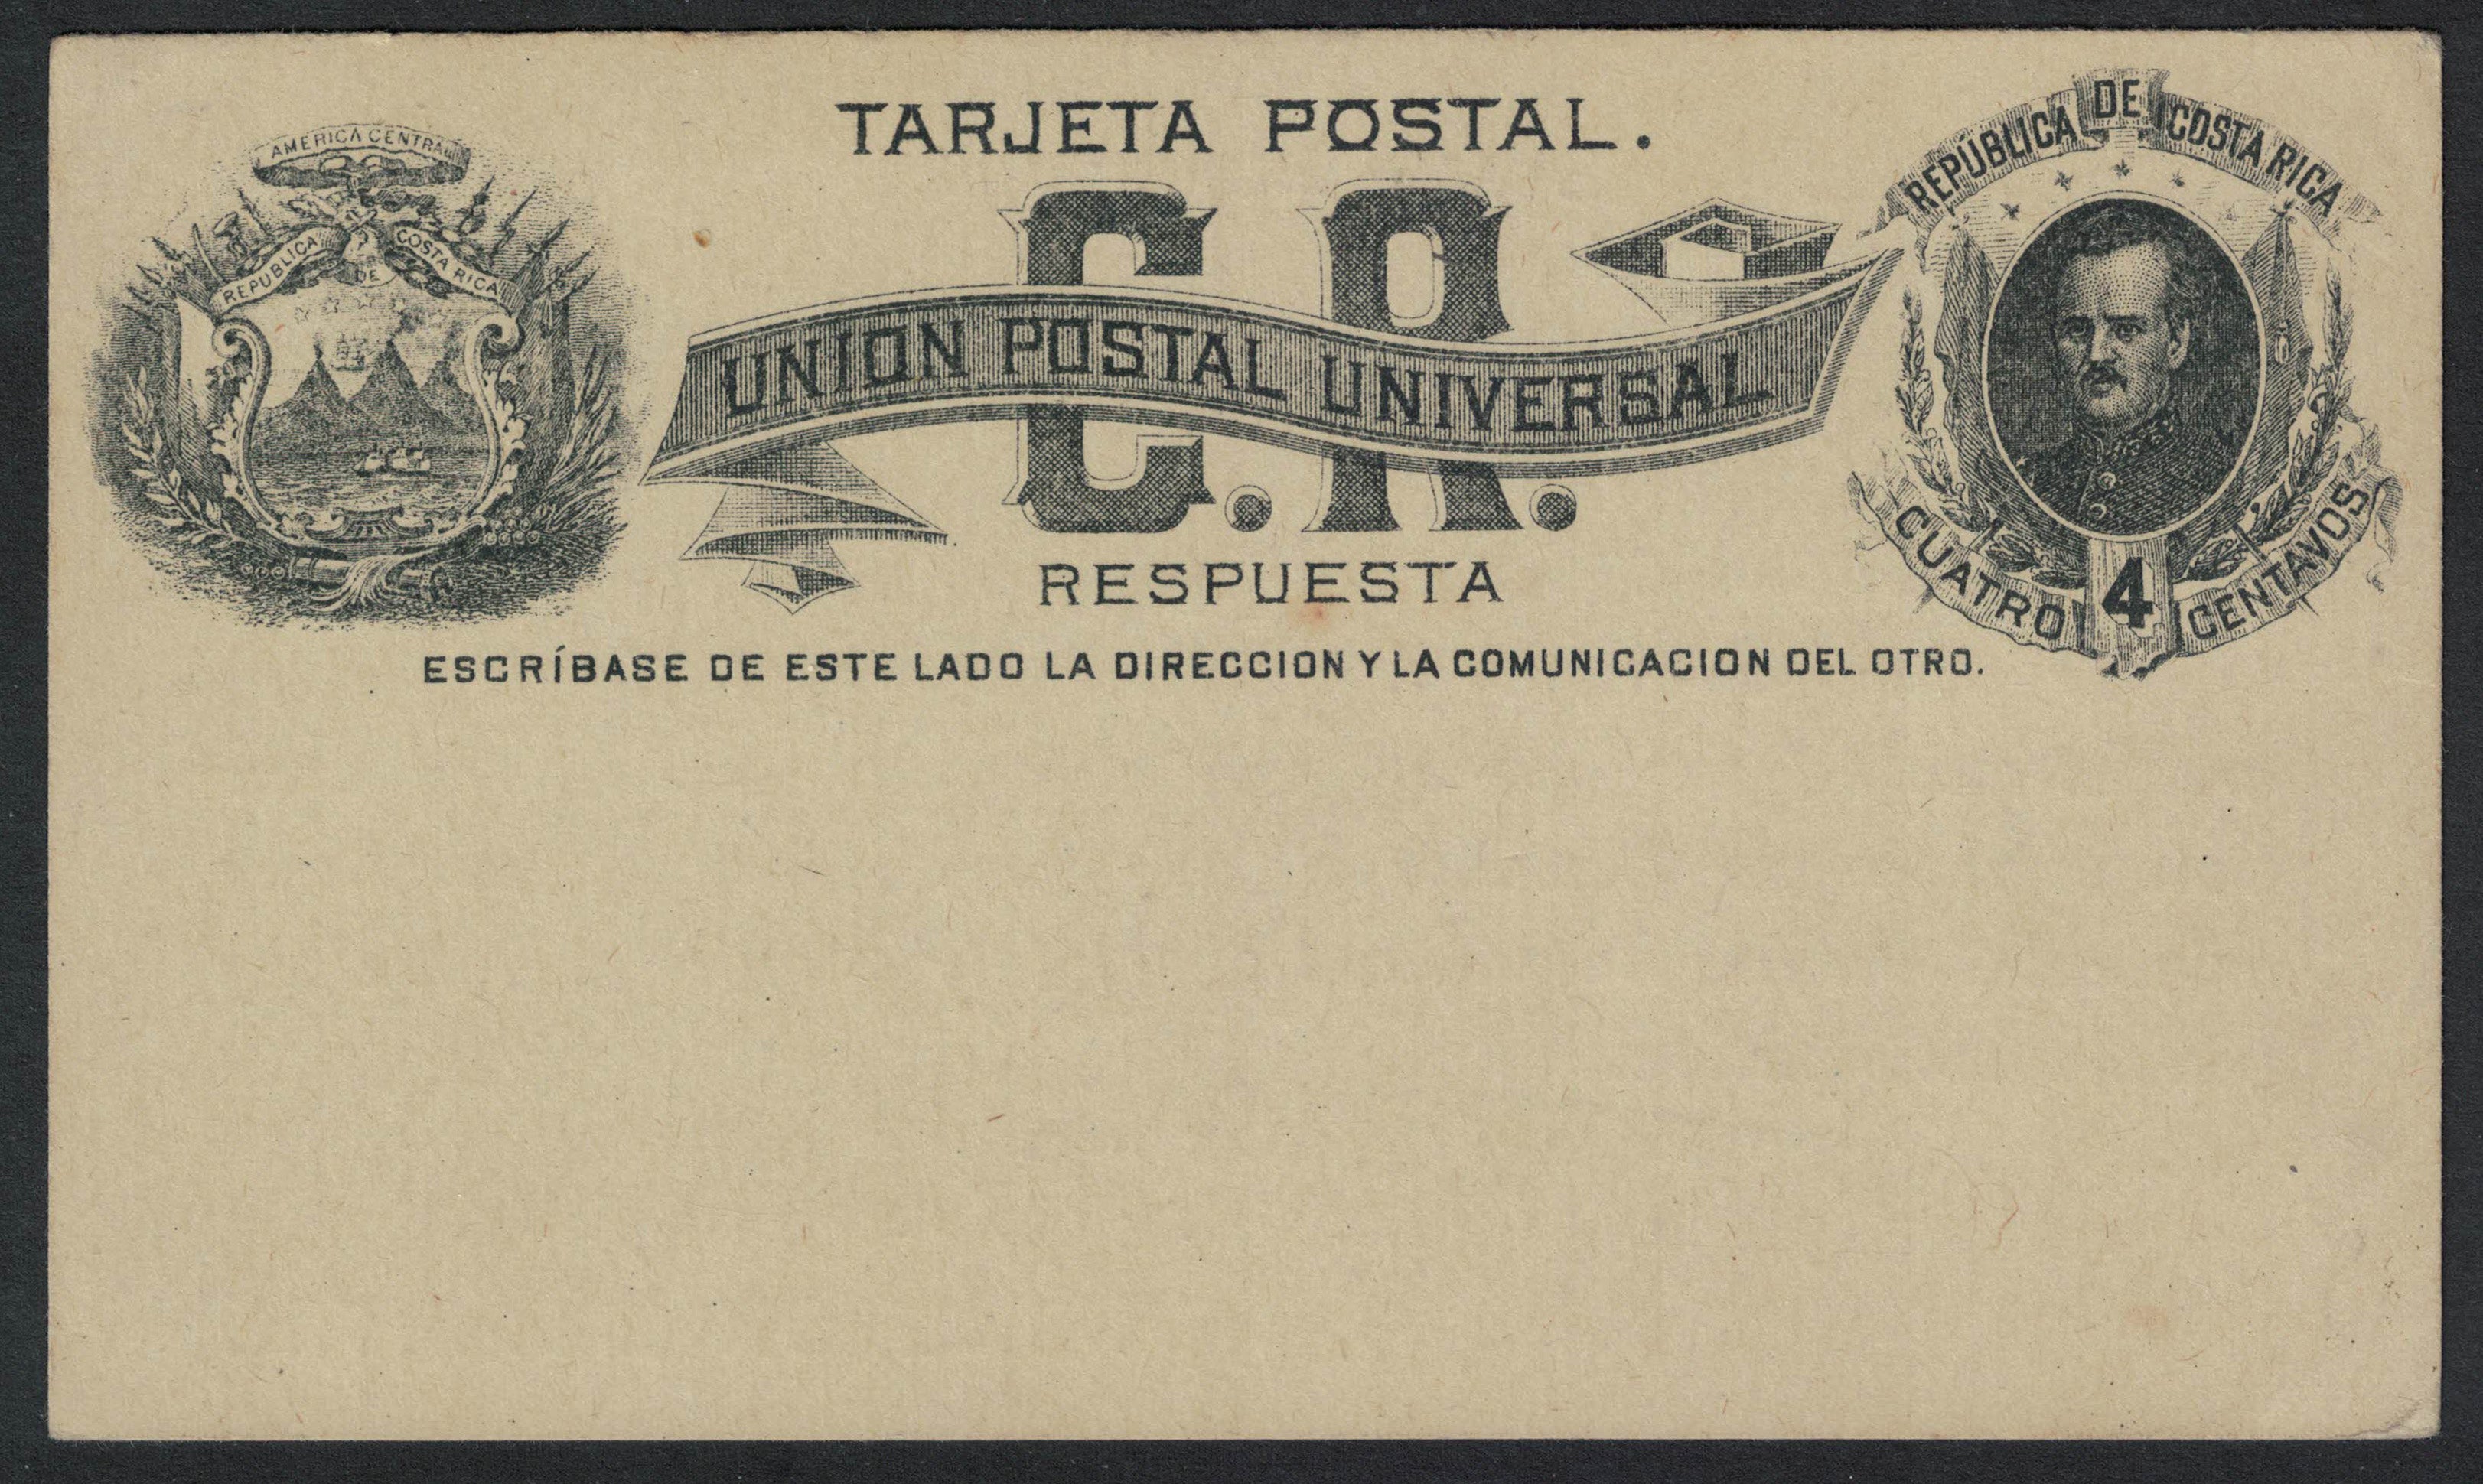 TARJETA POSTAL.
AMERICA CENTRAL
REPUBLICA DE COSTA RICA
C.R.
UNION POSTAL UNIVERSAL
REPÚBLICA DE COSTA RICA
CUATRO 4 CENTAVOS
RESPUESTA
ESCRÍBASE DE ESTE LADO LA DIRECCION Y LA COMUNICACION DEL OTRO.